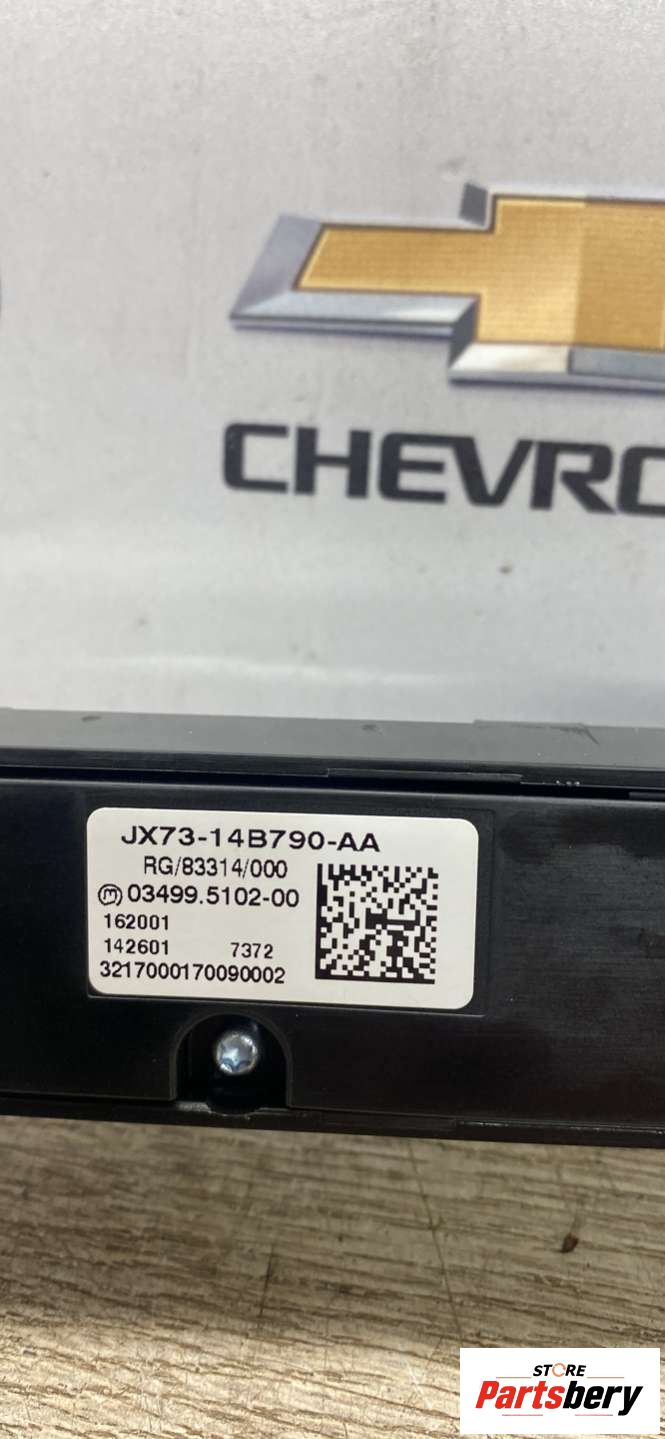 CHEVRO
JX73-14B790-AA
RG/83314/000
m 03499.5102-00
162001
142601 7372
3217000170090002
STORE
Partsbery